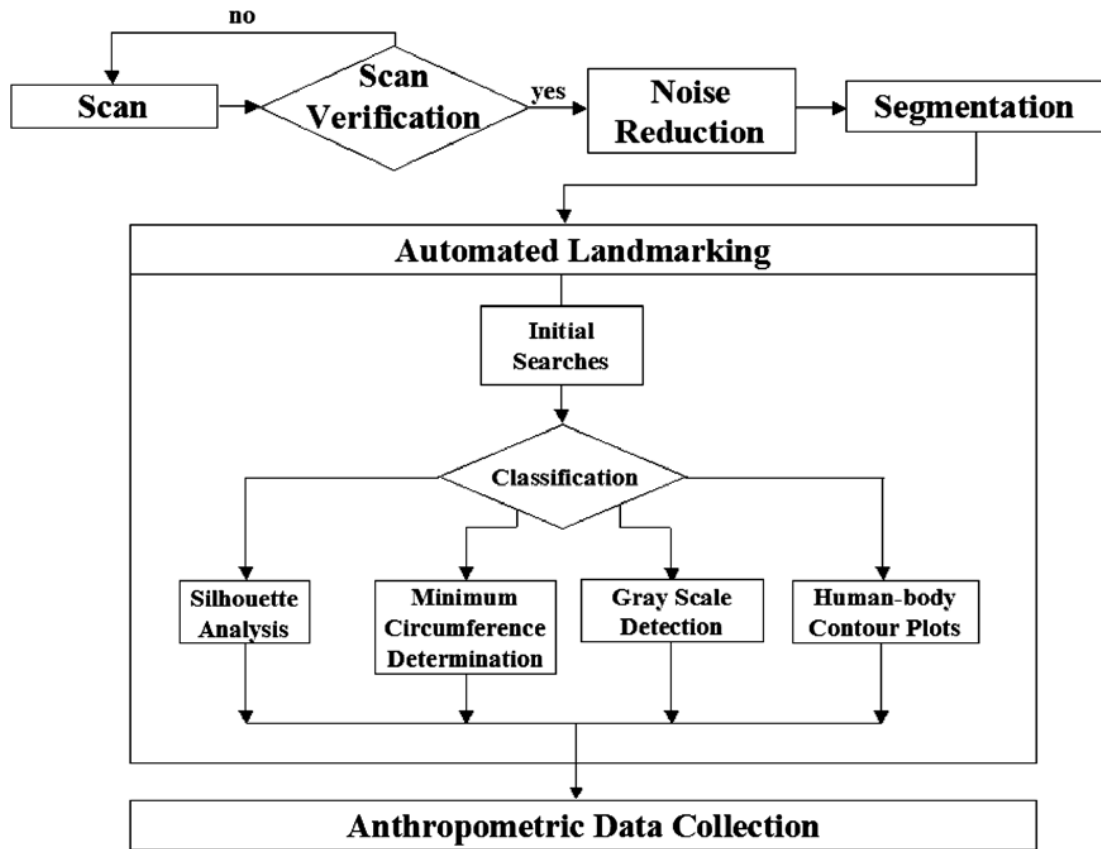 no
Scan
Scan
Verification
yes
Noise
Reduction
Segmentation
Automated Landmarking
Initial
Searches
Classification
Silhouette
Analysis
Minimum
Circumference
Determination
Gray Scale
Detection
Human-body
Contour Plots
Anthropometric Data Collection